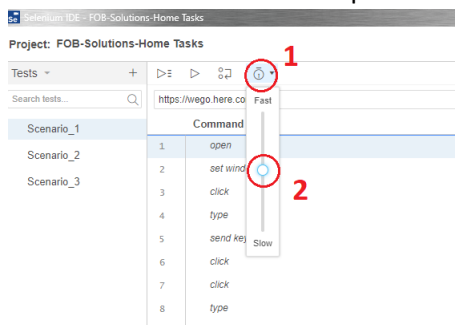 Se Selenium IDE - FOB-Solutions-Home Tasks
Project: FOB-Solutions-Home Tasks
1
Tests +
Search tests...
https://wego.here.co
Fast
Command
Scenario_1
1 open
Scenario_2
2 set wind
Scenario_3
2
3 click
4 type
5 send key
Slow
6 click
7 click
8 type